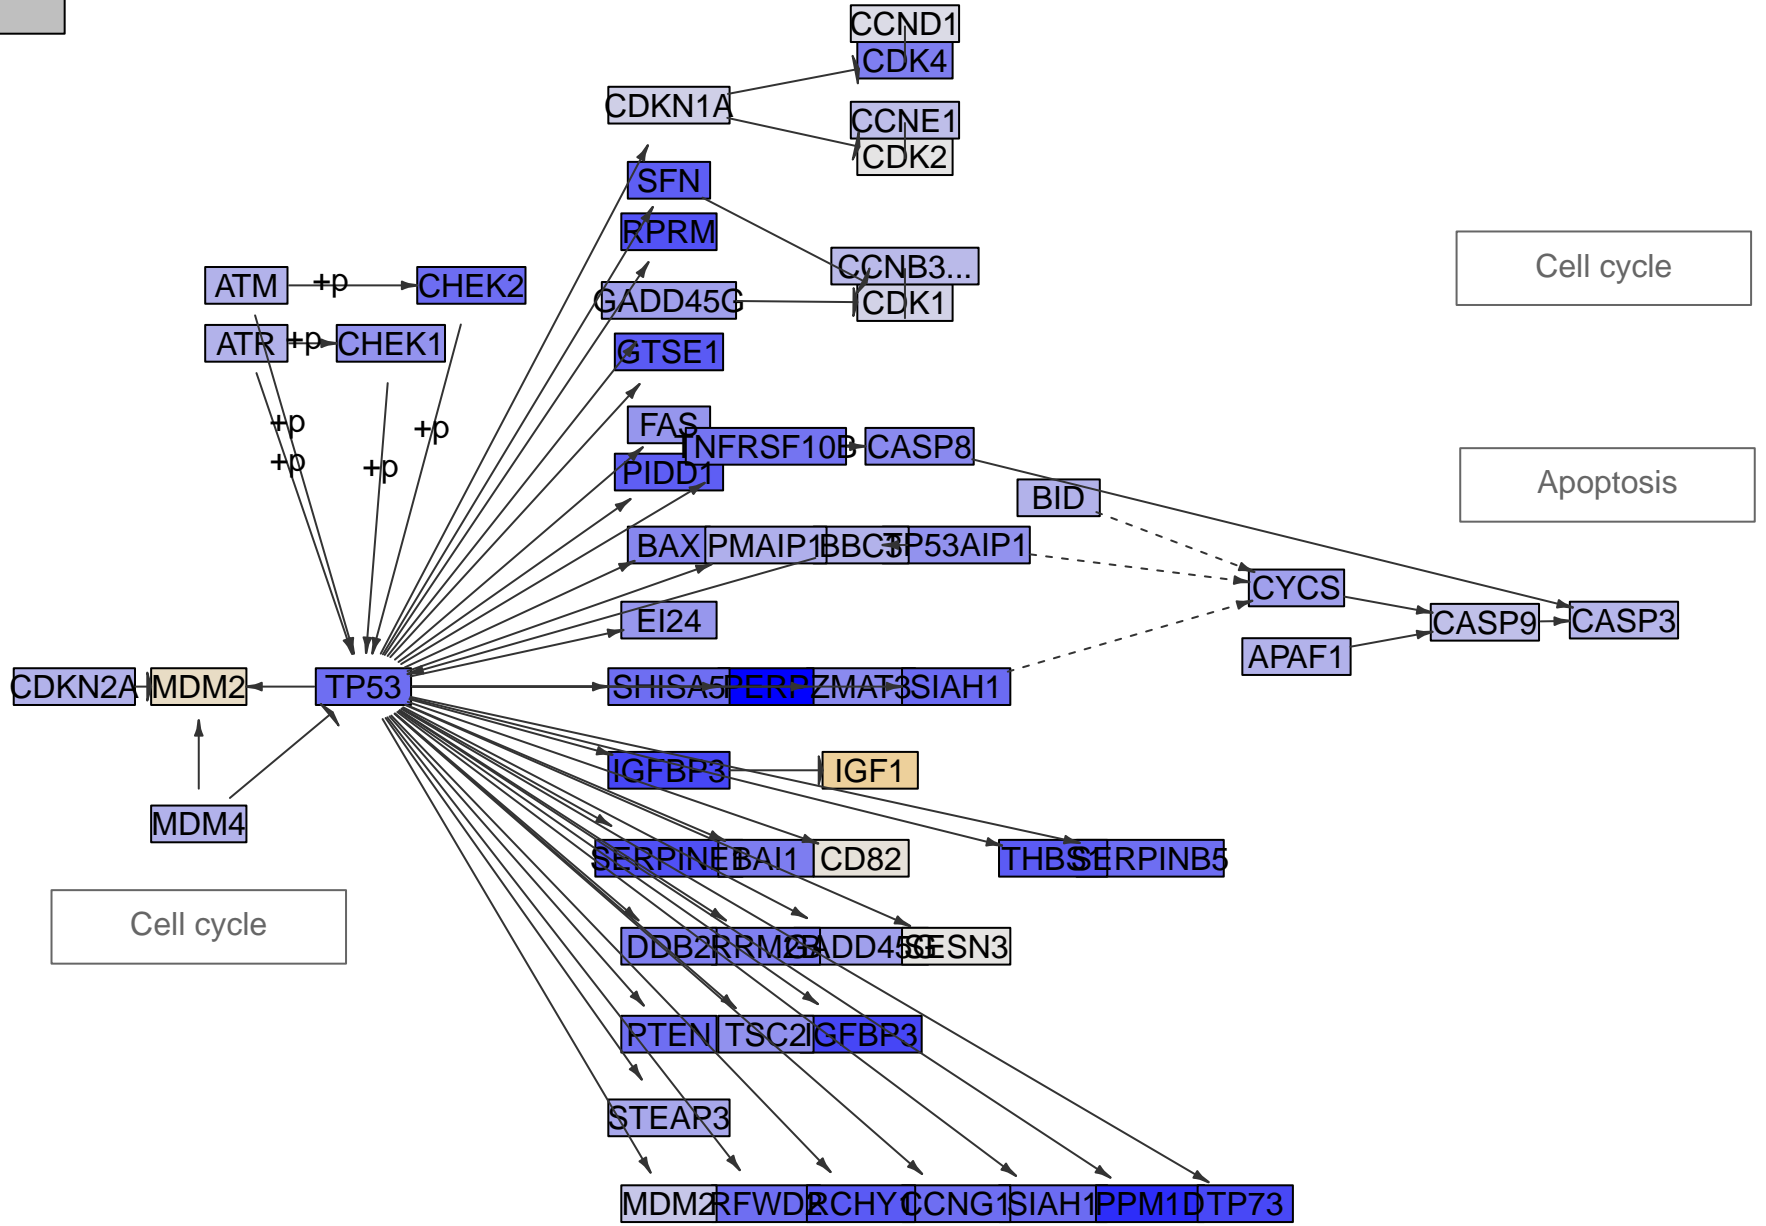 CCND1
CDK4
CDKN1A
CCNE1
CDK2
SFN
RPRM
Cell cycle
CCNB3...
ATM +p CHEK2
GADD45G CDK1
ATR +p CHEK1
GTSE1
FAS
+p +p
TNFRSF10B CASP8
+p +p
PIDD1
Apoptosis
BID
BAX PMAIP1 BBC3 TP53AIP1
CYCS
EI24
CASP9 CASP3
APAF1
CDKN2A MDM2 TP53 SHISA5 PERP ZMAT3 SIAH1
IGFBP3 IGF1
MDM4
SERPINE1 BAI1 CD82 THBS1 SERPINB5
Cell cycle
DDB2 RRM2B GADD45G SESN3
PTEN TSC2 IGFBP3
STEAP3
MDM2 RFWD2 RCHY1 CCNG1 SIAH1 PPM1D TP73